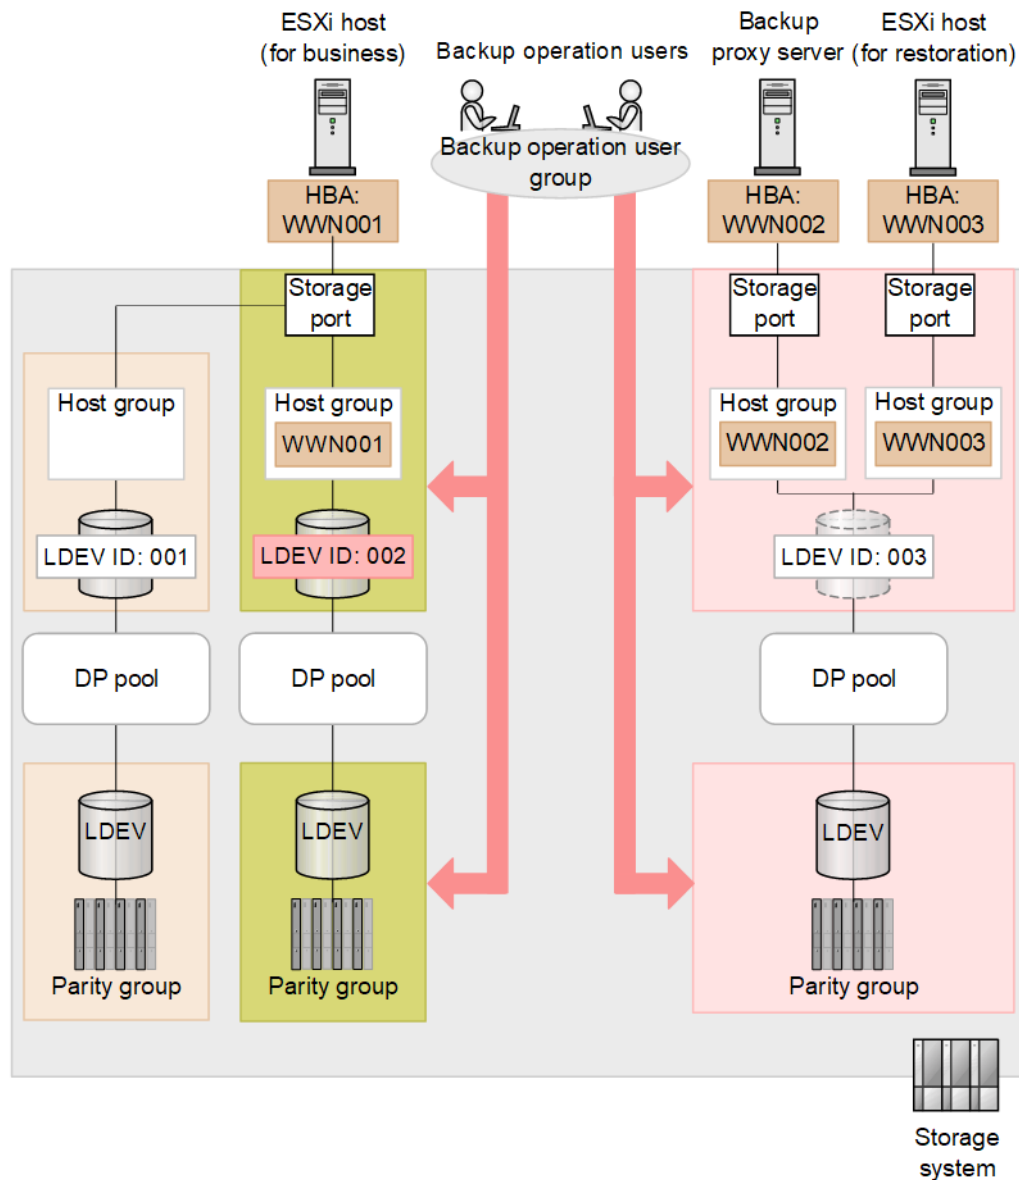 ESXi host
(for business)
Backup operation users
Backup
proxy server
ESXi host
(for restoration)
Backup operation user
group
HBA:
WWN001
HBA:
WWN002
HBA:
WWN003
Storage
port
Storage
port
Storage
port
Host group
Host group
WWN001
Host group
WWN002
Host group
WWN003
LDEV ID: 001
LDEV ID: 002
LDEV ID: 003
DP pool
DP pool
DP pool
LDEV
LDEV
LDEV
Parity group
Parity group
Parity group
Storage
system